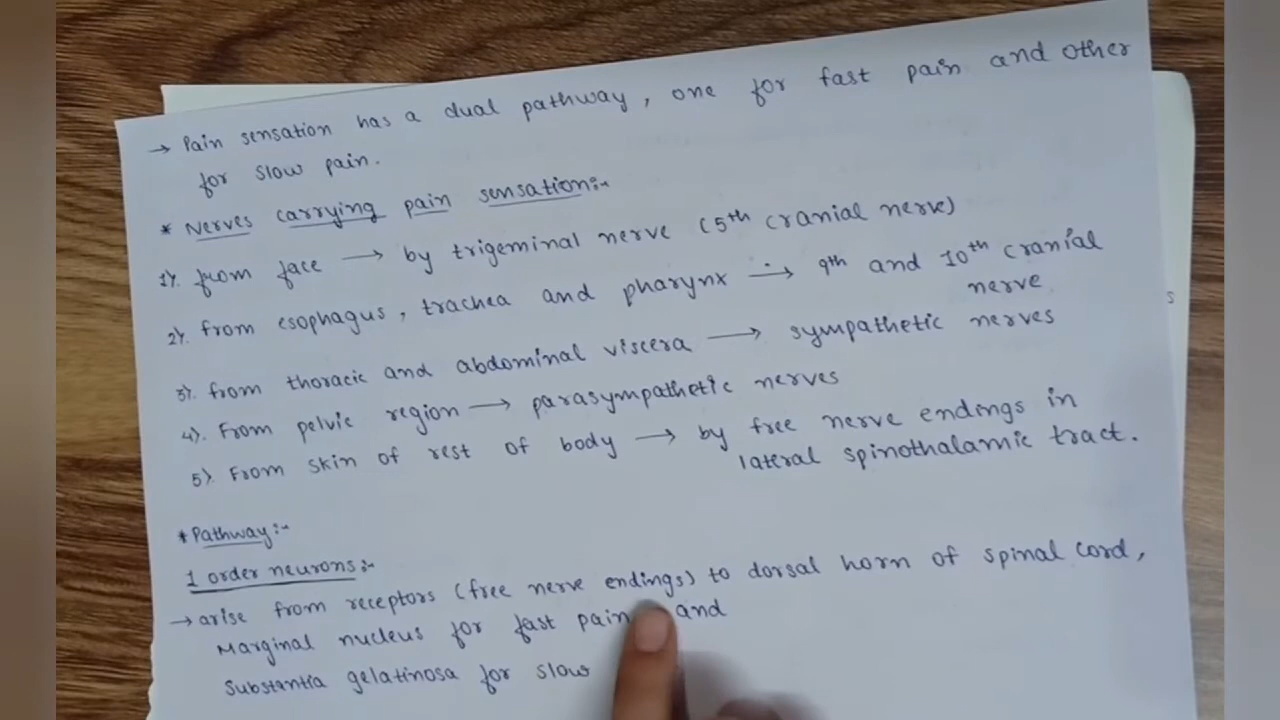 → Pain sensation has a dual pathway, one for fast pain and other
for slow pain.
* Nerves carrying pain sensation:-
1). from face → by trigeminal nerve (5th cranial nerve)
2). from esophagus, trachea and pharynx → 9th and 10th cranial
nerve
3). from thoracic and abdominal viscera → sympathetic nerves
4). From pelvic region → parasympathetic nerves
5). From skin of rest of body → by free nerve endings in
lateral spinothalamic tract.
* Pathway:-
1 order neurons:-
→ arise from receptors (free nerve endings) to dorsal horn of spinal cord,
Marginal nucleus for fast pain and
Substantia gelatinosa for slow
s